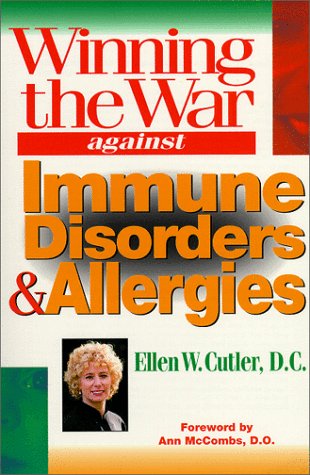 Winning
the War
against
Immune
Disorders
& Allergies
Ellen W. Cutler, D.C.
Foreword by
Ann McCombs, D.O.